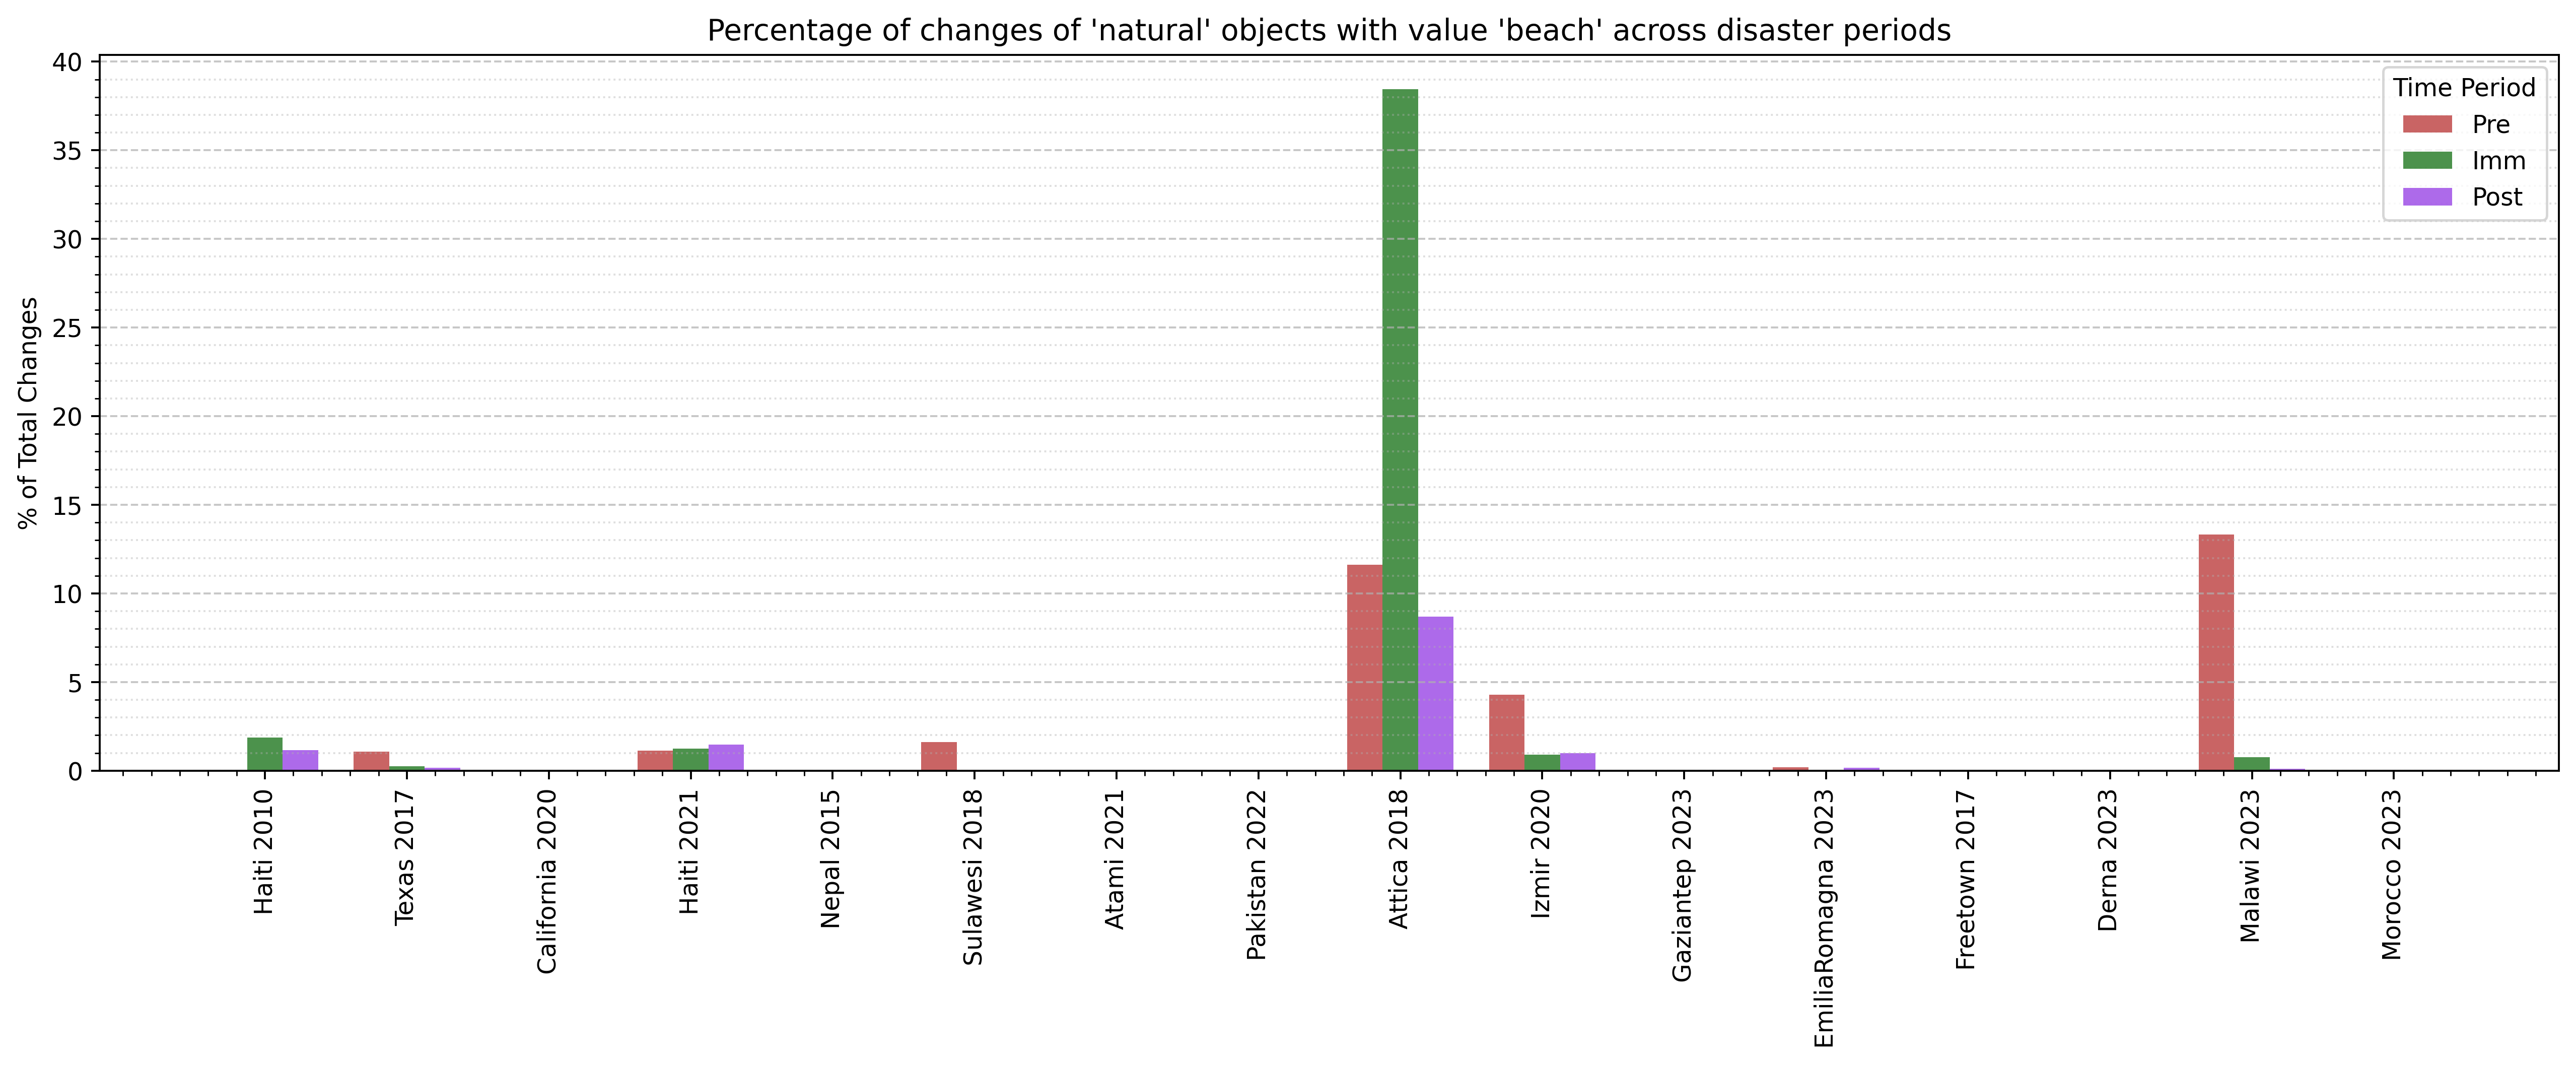 Percentage of changes of 'natural' objects with value 'beach' across disaster periods
% of Total Changes
40
35
30
25
20
15
10
5
0
Time Period
Pre
Imm
Post
Haiti 2010
Texas 2017
California 2020
Haiti 2021
Nepal 2015
Sulawesi 2018
Atami 2021
Pakistan 2022
Attica 2018
Izmir 2020
Gaziantep 2023
EmiliaRomagna 2023
Freetown 2017
Derna 2023
Malawi 2023
Morocco 2023